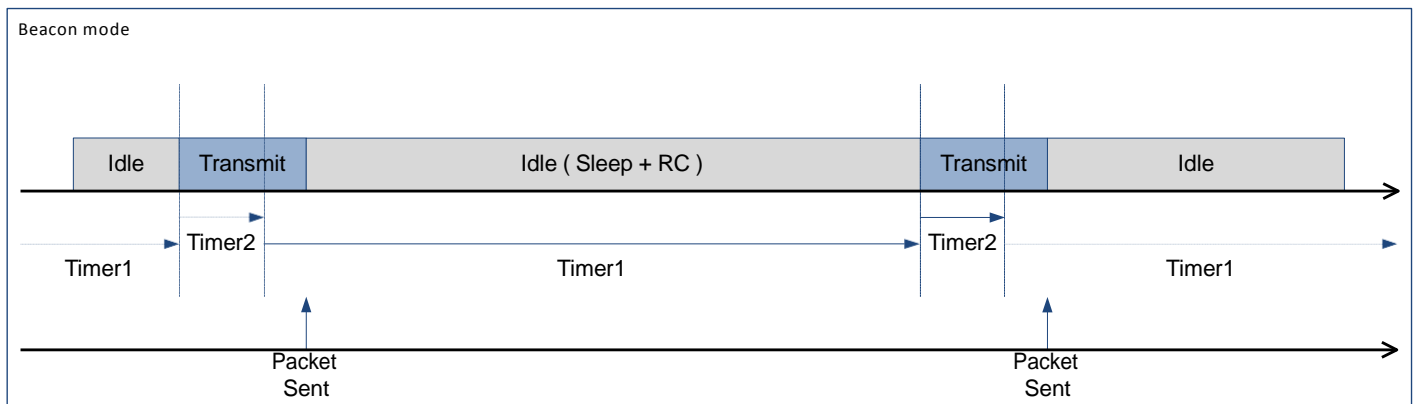 Beacon mode
Idle
Transmit
Idle ( Sleep + RC )
Transmit
Idle
Timer2
Timer2
Timer1
Timer1
Timer1
Packet
Sent
Packet
Sent